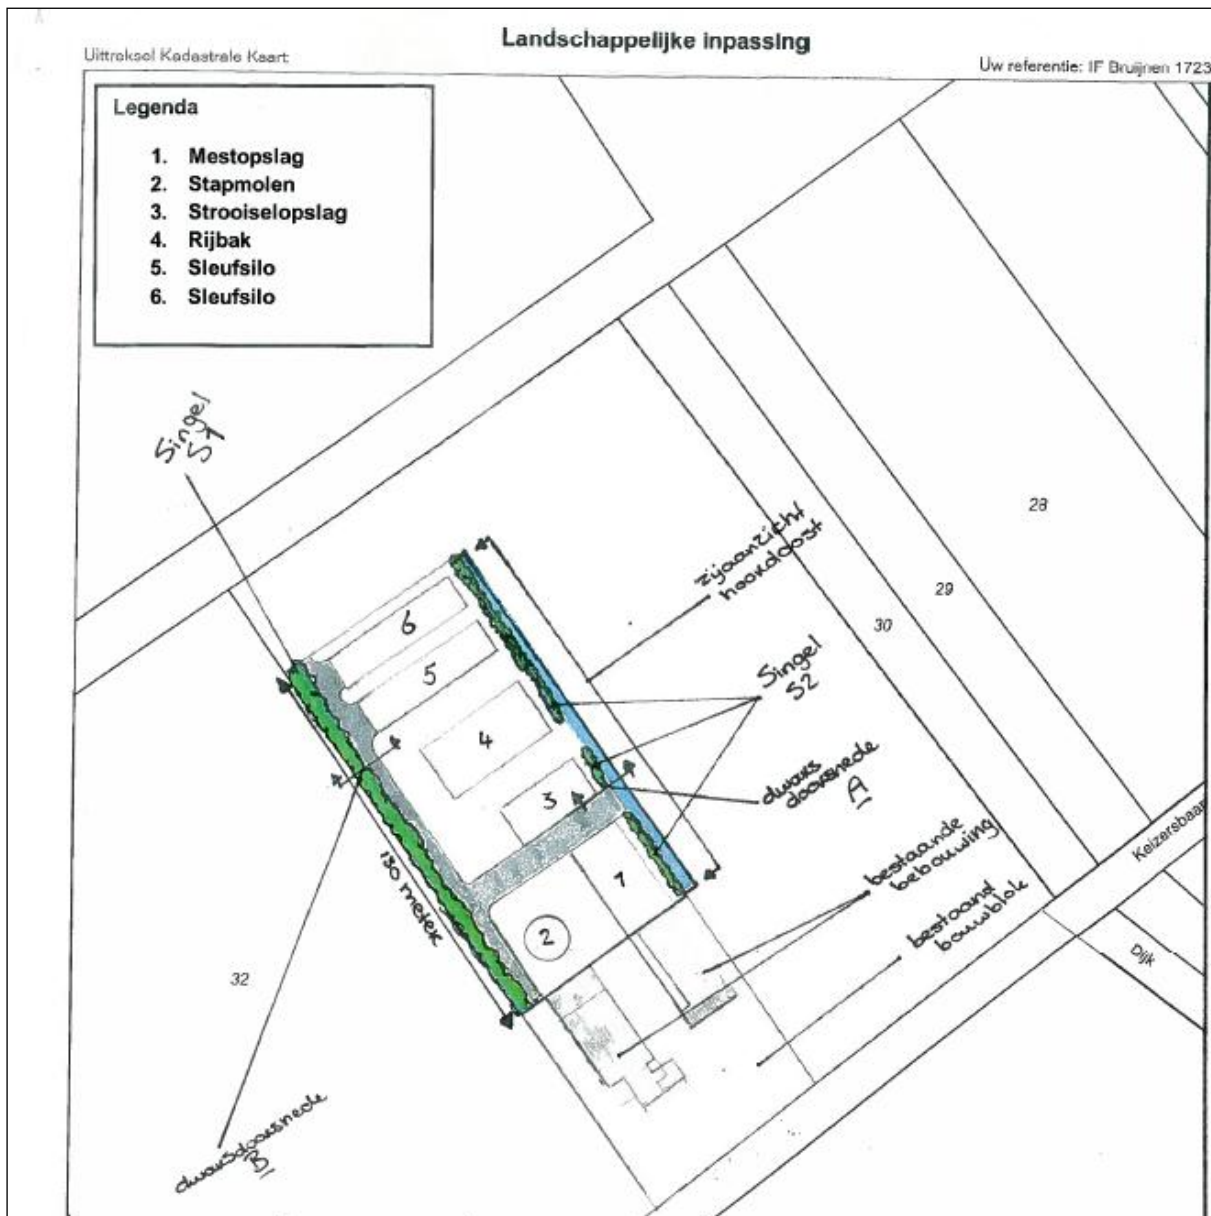 Landschappelijke inpassing
Uittreksel Kadastrale Kaart
Uw referentie: IF Bruijnen 1723
Legenda
1. Mestopslag
2. Stapmolen
3. Strooiselopslag
4. Rijbak
5. Sleufsilo
6. Sleufsilo
Singel
S1
zijaanzicht
noordoost
28
29
30
6
5
4
3
1
2
Singel
S2
dwars
doorsnede
A
130 meter
bestaande
bebouwing
bestaand
bouwblok
Keizersbaan
Dijk
32
dwarsdoorsnede
B